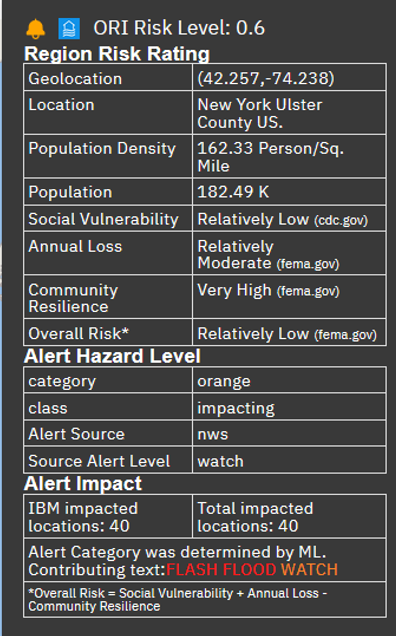 ORI Risk Level: 0.6
Region Risk Rating
Geolocation (42.257,-74.238)
Location New York Ulster
County US.
Population Density 162.33 Person/Sq.
Mile
Population 182.49 K
Social Vulnerability Relatively Low (cdc.gov)
Annual Loss Relatively
Moderate (fema.gov)
Community Very High (fema.gov)
Resilience
Overall Risk* Relatively Low (fema.gov)
Alert Hazard Level
category orange
class impacting
Alert Source nws
Source Alert Level watch
Alert Impact
IBM impacted Total impacted
locations: 40 locations: 40
Alert Category was determined by ML.
Contributing text:FLASH FLOOD WATCH
*Overall Risk = Social Vulnerability + Annual Loss -
Community Resilience